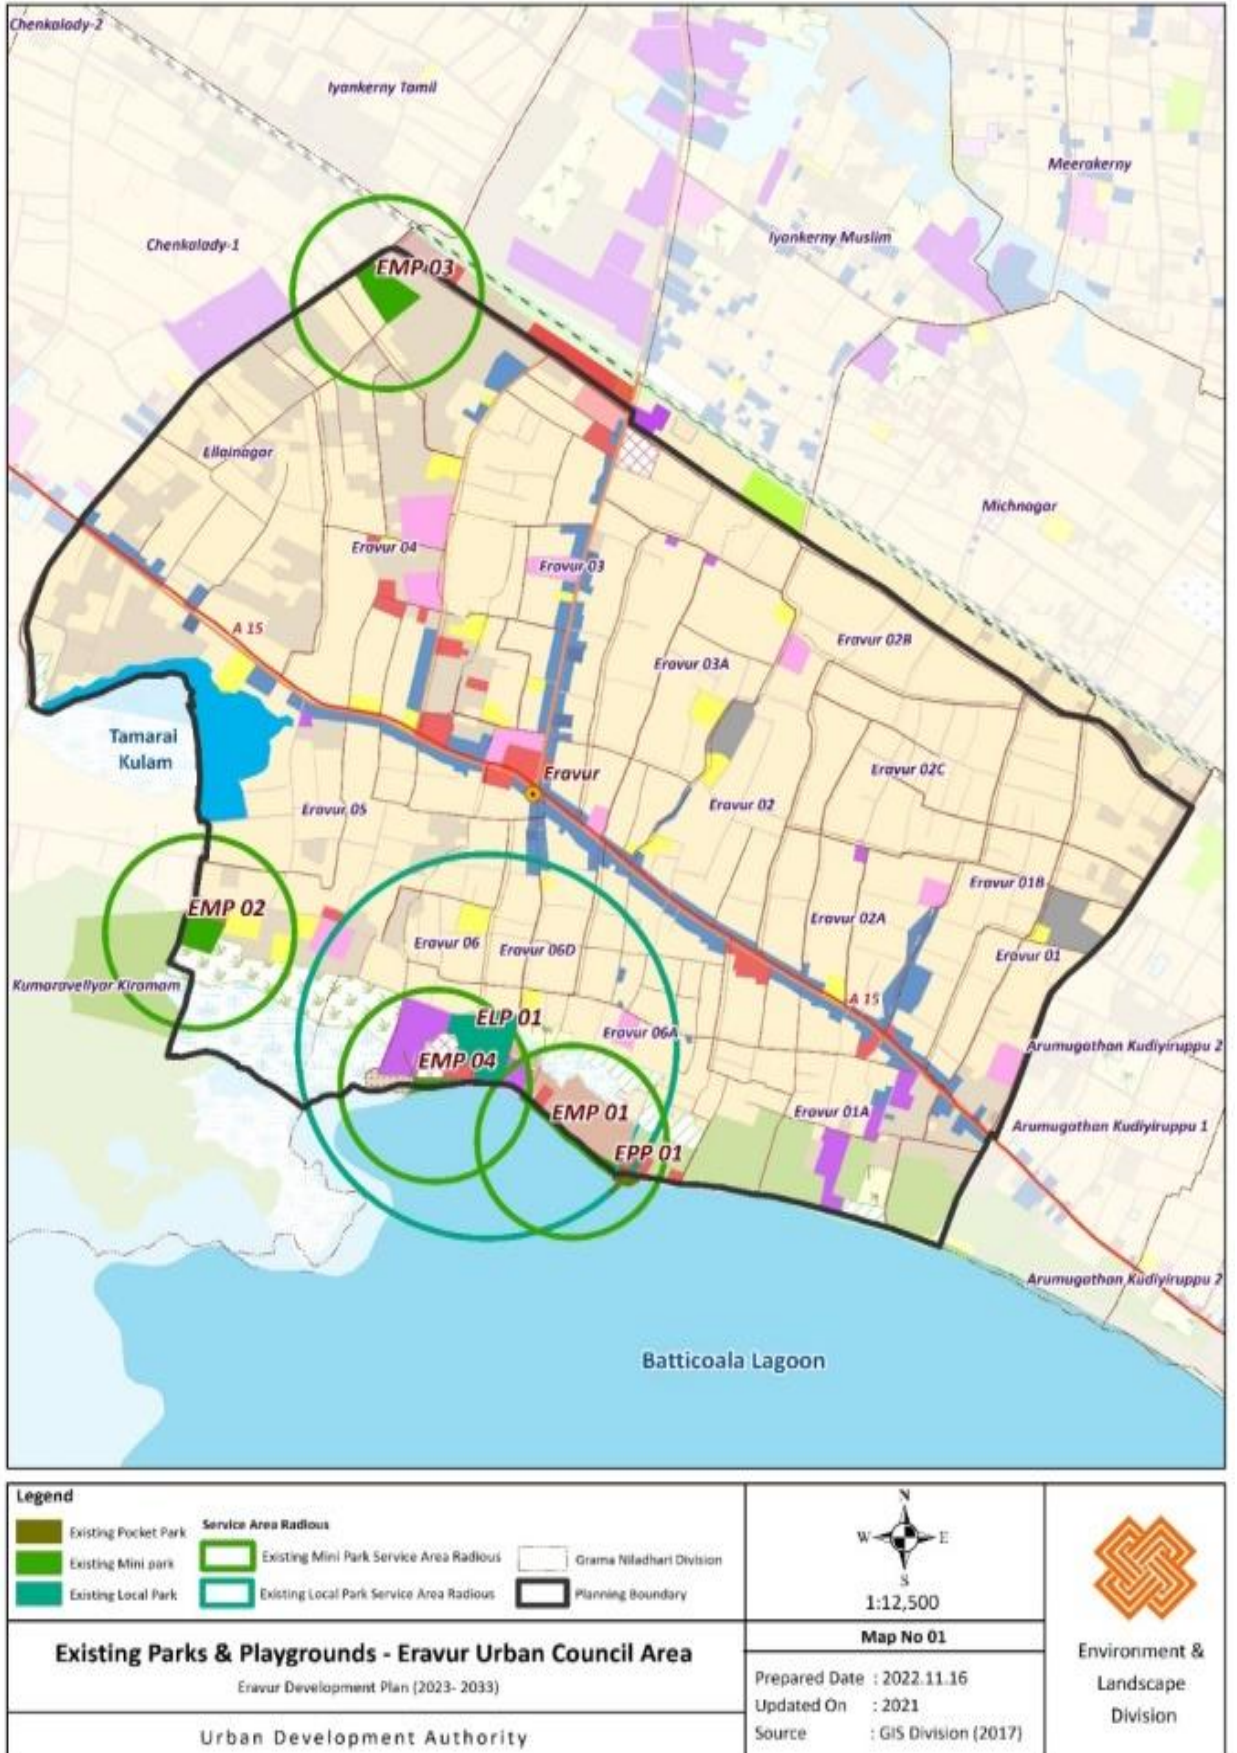 Chenkalady-2
Iyankerny Tamil
Meerakerny
Chenkalady-1
Iyankerny Muslim
EMP 03
Ellainagar
Michnagar
Eravur 04
Eravur 03
A 15
Eravur 02B
Eravur 03A
Tamarai
Kulam
Eravur
Eravur 02C
Eravur 05
Eravur 02
Eravur 01B
EMP 02
Eravur 02A
Eravur 06
Eravur 06D
Eravur 01
Kumaravellyar Kiramam
A 15
ELP 01
Eravur 06A
Arumugathan Kudiyiruppu 2
EMP 04
EMP 01
Eravur 01A
Arumugathan Kudyiruppu 1
EPP 01
Arumugathan Kudiyiruppu 2
Batticoala Lagoon
Legend
Existing Pocket Park
Existing Mini park
Existing Local Park
Service Area Radious
Existing Mini Park Service Area Radious
Existing Local Park Service Area Radious
Grama Niladhari Division
Planning Boundary
N
W E
S
1:12,500
Map No 01
Existing Parks & Playgrounds - Eravur Urban Council Area
Eravur Development Plan (2023- 2033)
Urban Development Authority
Prepared Date : 2022.11.16
Updated On : 2021
Source : GIS Division (2017)
Environment &
Landscape
Division